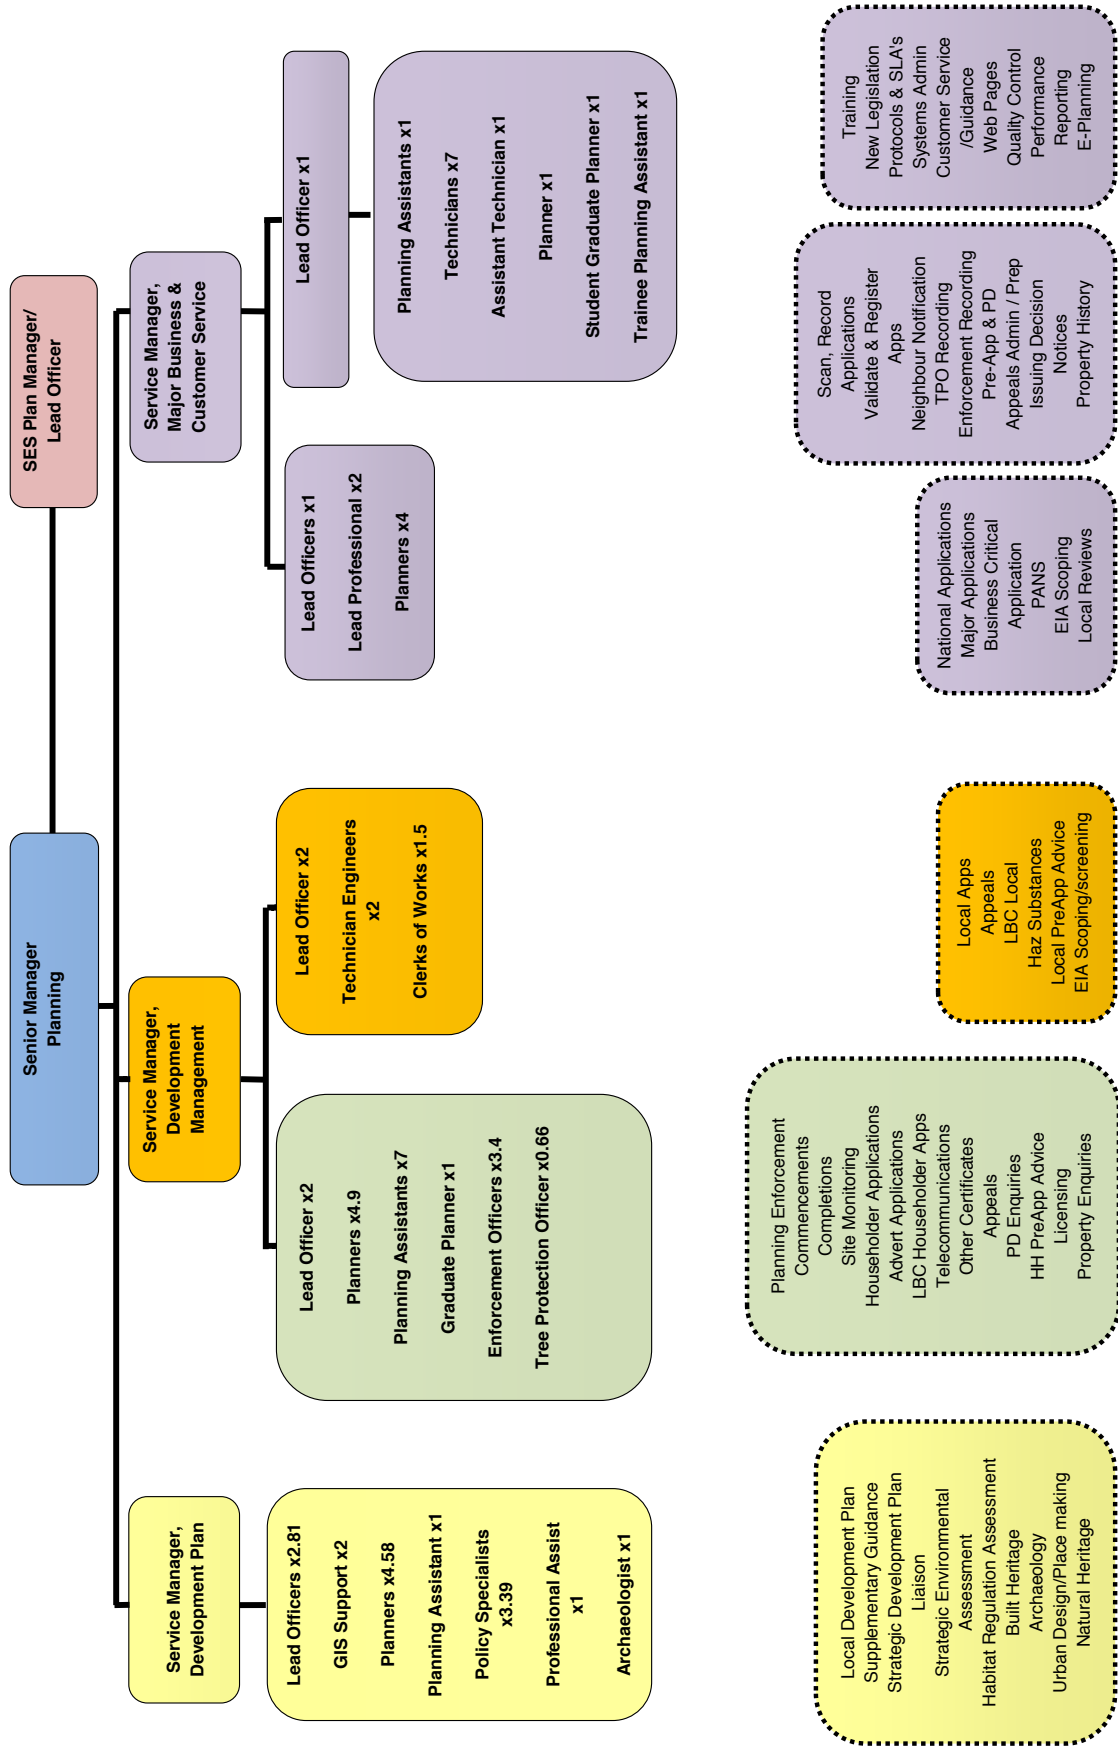 Senior Manager
Planning
SES Plan Manager/
Lead Officer
Service Manager,
Development Plan
Service Manager,
Development
Management
Service Manager,
Major Business &
Customer Service
Lead Officers x2.81
GIS Support x2
Planners x4.58
Planning Assistant x1
Policy Specialists
x3.39
Professional Assist
x1
Archaeologist x1
Lead Officer x2
Planners x4.9
Planning Assistants x7
Graduate Planner x1
Enforcement Officers x3.4
Tree Protection Officer x0.66
Lead Officer x2
Technician Engineers
x2
Clerks of Works x1.5
Lead Officers x1
Lead Professional x2
Planners x4
Lead Officer x1
Planning Assistants x1
Technicians x7
Assistant Technician x1
Planner x1
Student Graduate Planner x1
Trainee Planning Assistant x1
Local Development Plan
Supplementary Guidance
Strategic Development Plan
Liaison
Strategic Environmental
Assessment
Habitat Regulation Assessment
Built Heritage
Archaeology
Urban Design/Place making
Natural Heritage
Planning Enforcement
Commencements
Completions
Site Monitoring
Householder Applications
Advert Applications
LBC Householder Apps
Telecommunications
Other Certificates
Appeals
PD Enquiries
HH PreApp Advice
Licensing
Property Enquiries
Local Apps
Appeals
LBC Local
Haz Substances
Local PreApp Advice
EIA Scoping/screening
National Applications
Major Applications
Business Critical
Application
PANS
EIA Scoping
Local Reviews
Scan, Record
Applications
Validate & Register
Apps
Neighbour Notification
TPO Recording
Enforcement Recording
Pre-App & PD
Appeals Admin / Prep
Issuing Decision
Notices
Property History
Training
New Legislation
Protocols & SLA's
Systems Admin
Customer Service
/Guidance
Web Pages
Quality Control
Performance
Reporting
E-Planning